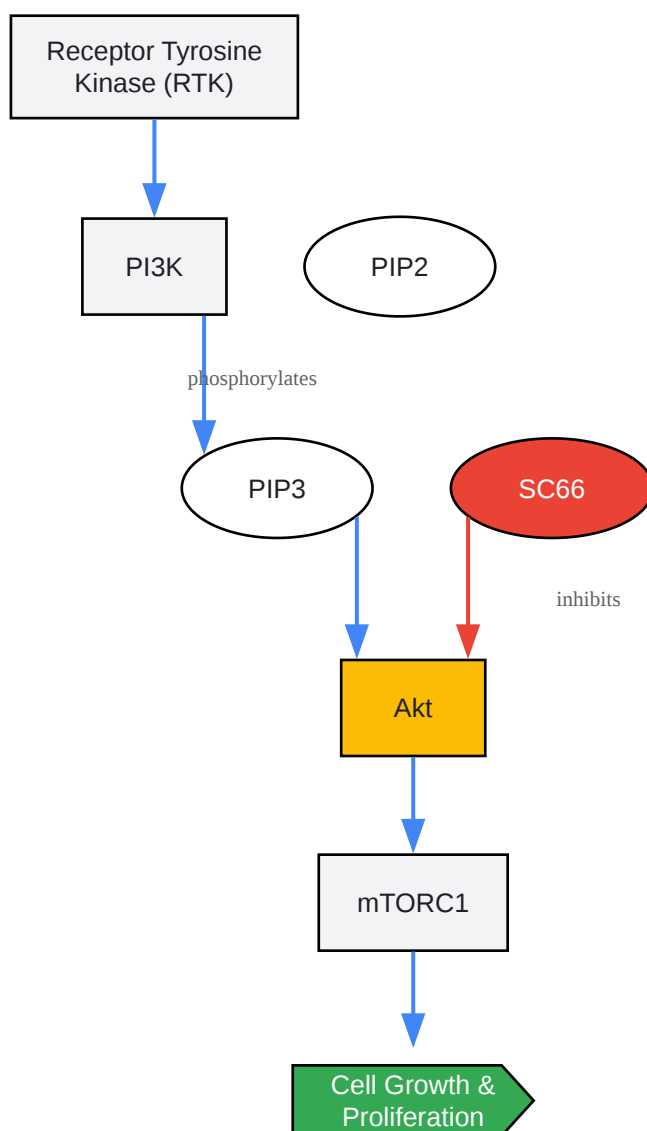 Receptor Tyrosine
Kinase (RTK)
PI3K
PIP2
phosphorylates
PIP3
SC66
inhibits
Akt
mTORC1
Cell Growth &
Proliferation